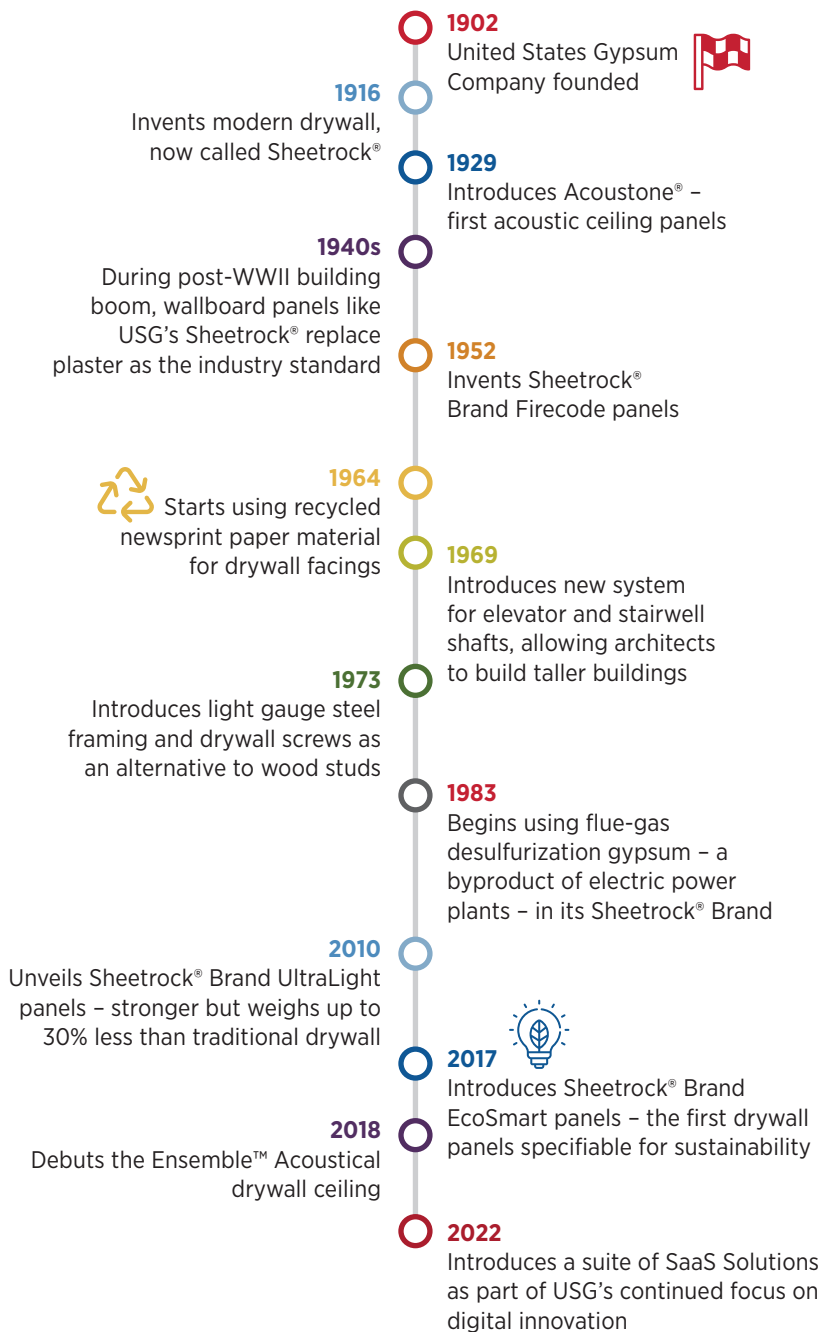 1902
United States Gypsum
Company founded
1916
Invents modern drywall,
now called Sheetrock®
1929
Introduces Acoustone® –
first acoustic ceiling panels
1940s
During post-WWII building
boom, wallboard panels like
USG’s Sheetrock® replace
plaster as the industry standard
1952
Invents Sheetrock®
Brand Firecode panels
1964
Starts using recycled
newsprint paper material
for drywall facings
1969
Introduces new system
for elevator and stairwell
shafts, allowing architects
to build taller buildings
1973
Introduces light gauge steel
framing and drywall screws as
an alternative to wood studs
1983
Begins using flue-gas
desulfurization gypsum – a
byproduct of electric power
plants – in its Sheetrock® Brand
2010
Unveils Sheetrock® Brand UltraLight
panels – stronger but weighs up to
30% less than traditional drywall
2017
Introduces Sheetrock® Brand
EcoSmart panels – the first drywall
panels specifiable for sustainability
2018
Debuts the Ensemble™ Acoustical
drywall ceiling
2022
Introduces a suite of SaaS Solutions
as part of USG’s continued focus on
digital innovation